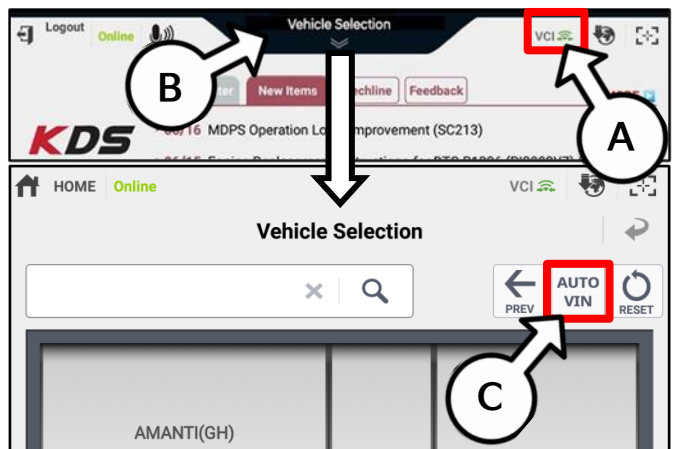 Logout
Online
Vehicle Selection
VCI
B
New Items
Feedback
A
KDS
MDPS Operation Lo
mprovement (SC213)
HOME
Online
VCI
Vehicle Selection
PREV
AUTO
VIN
RESET
C
AMANTI(GH)